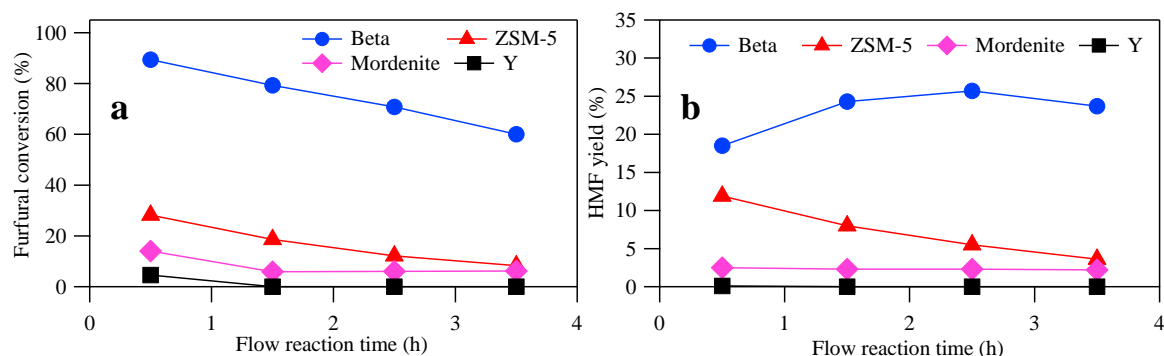 100
80
60
40
20
0
Furfural conversion (%)
Beta
ZSM-5
Mordenite
Y
a
0
1
2
3
4
Flow reaction time (h)
35
30
25
20
15
10
5
0
HMF yield (%)
Beta
ZSM-5
Mordenite
Y
b
0
1
2
3
4
Flow reaction time (h)